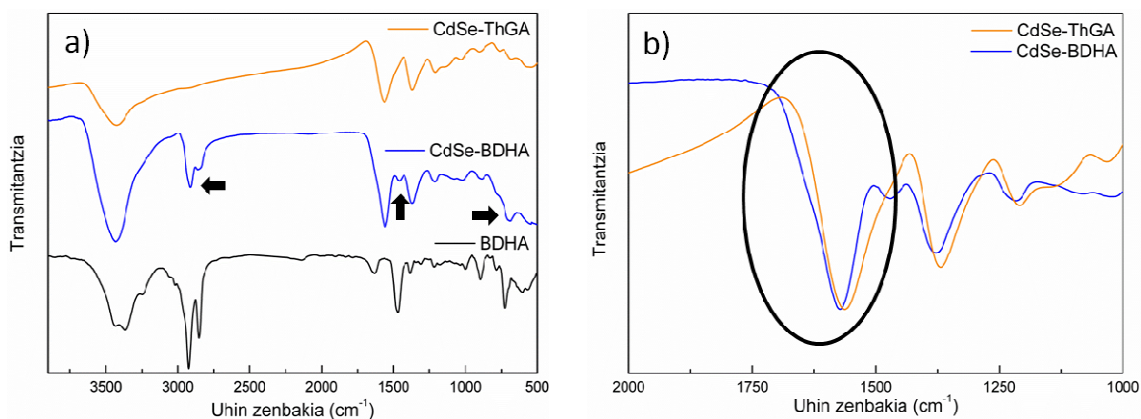 a)
CdSe-ThGA
CdSe-BDHA
BDHA
Transmitantzia
3500 3000 2500 2000 1500 1000 500
Uhin zenbakia (cm⁻¹)
b)
CdSe-ThGA
CdSe-BDHA
Transmitantzia
2000 1750 1500 1250 1000
Uhin zenbakia (cm⁻¹)